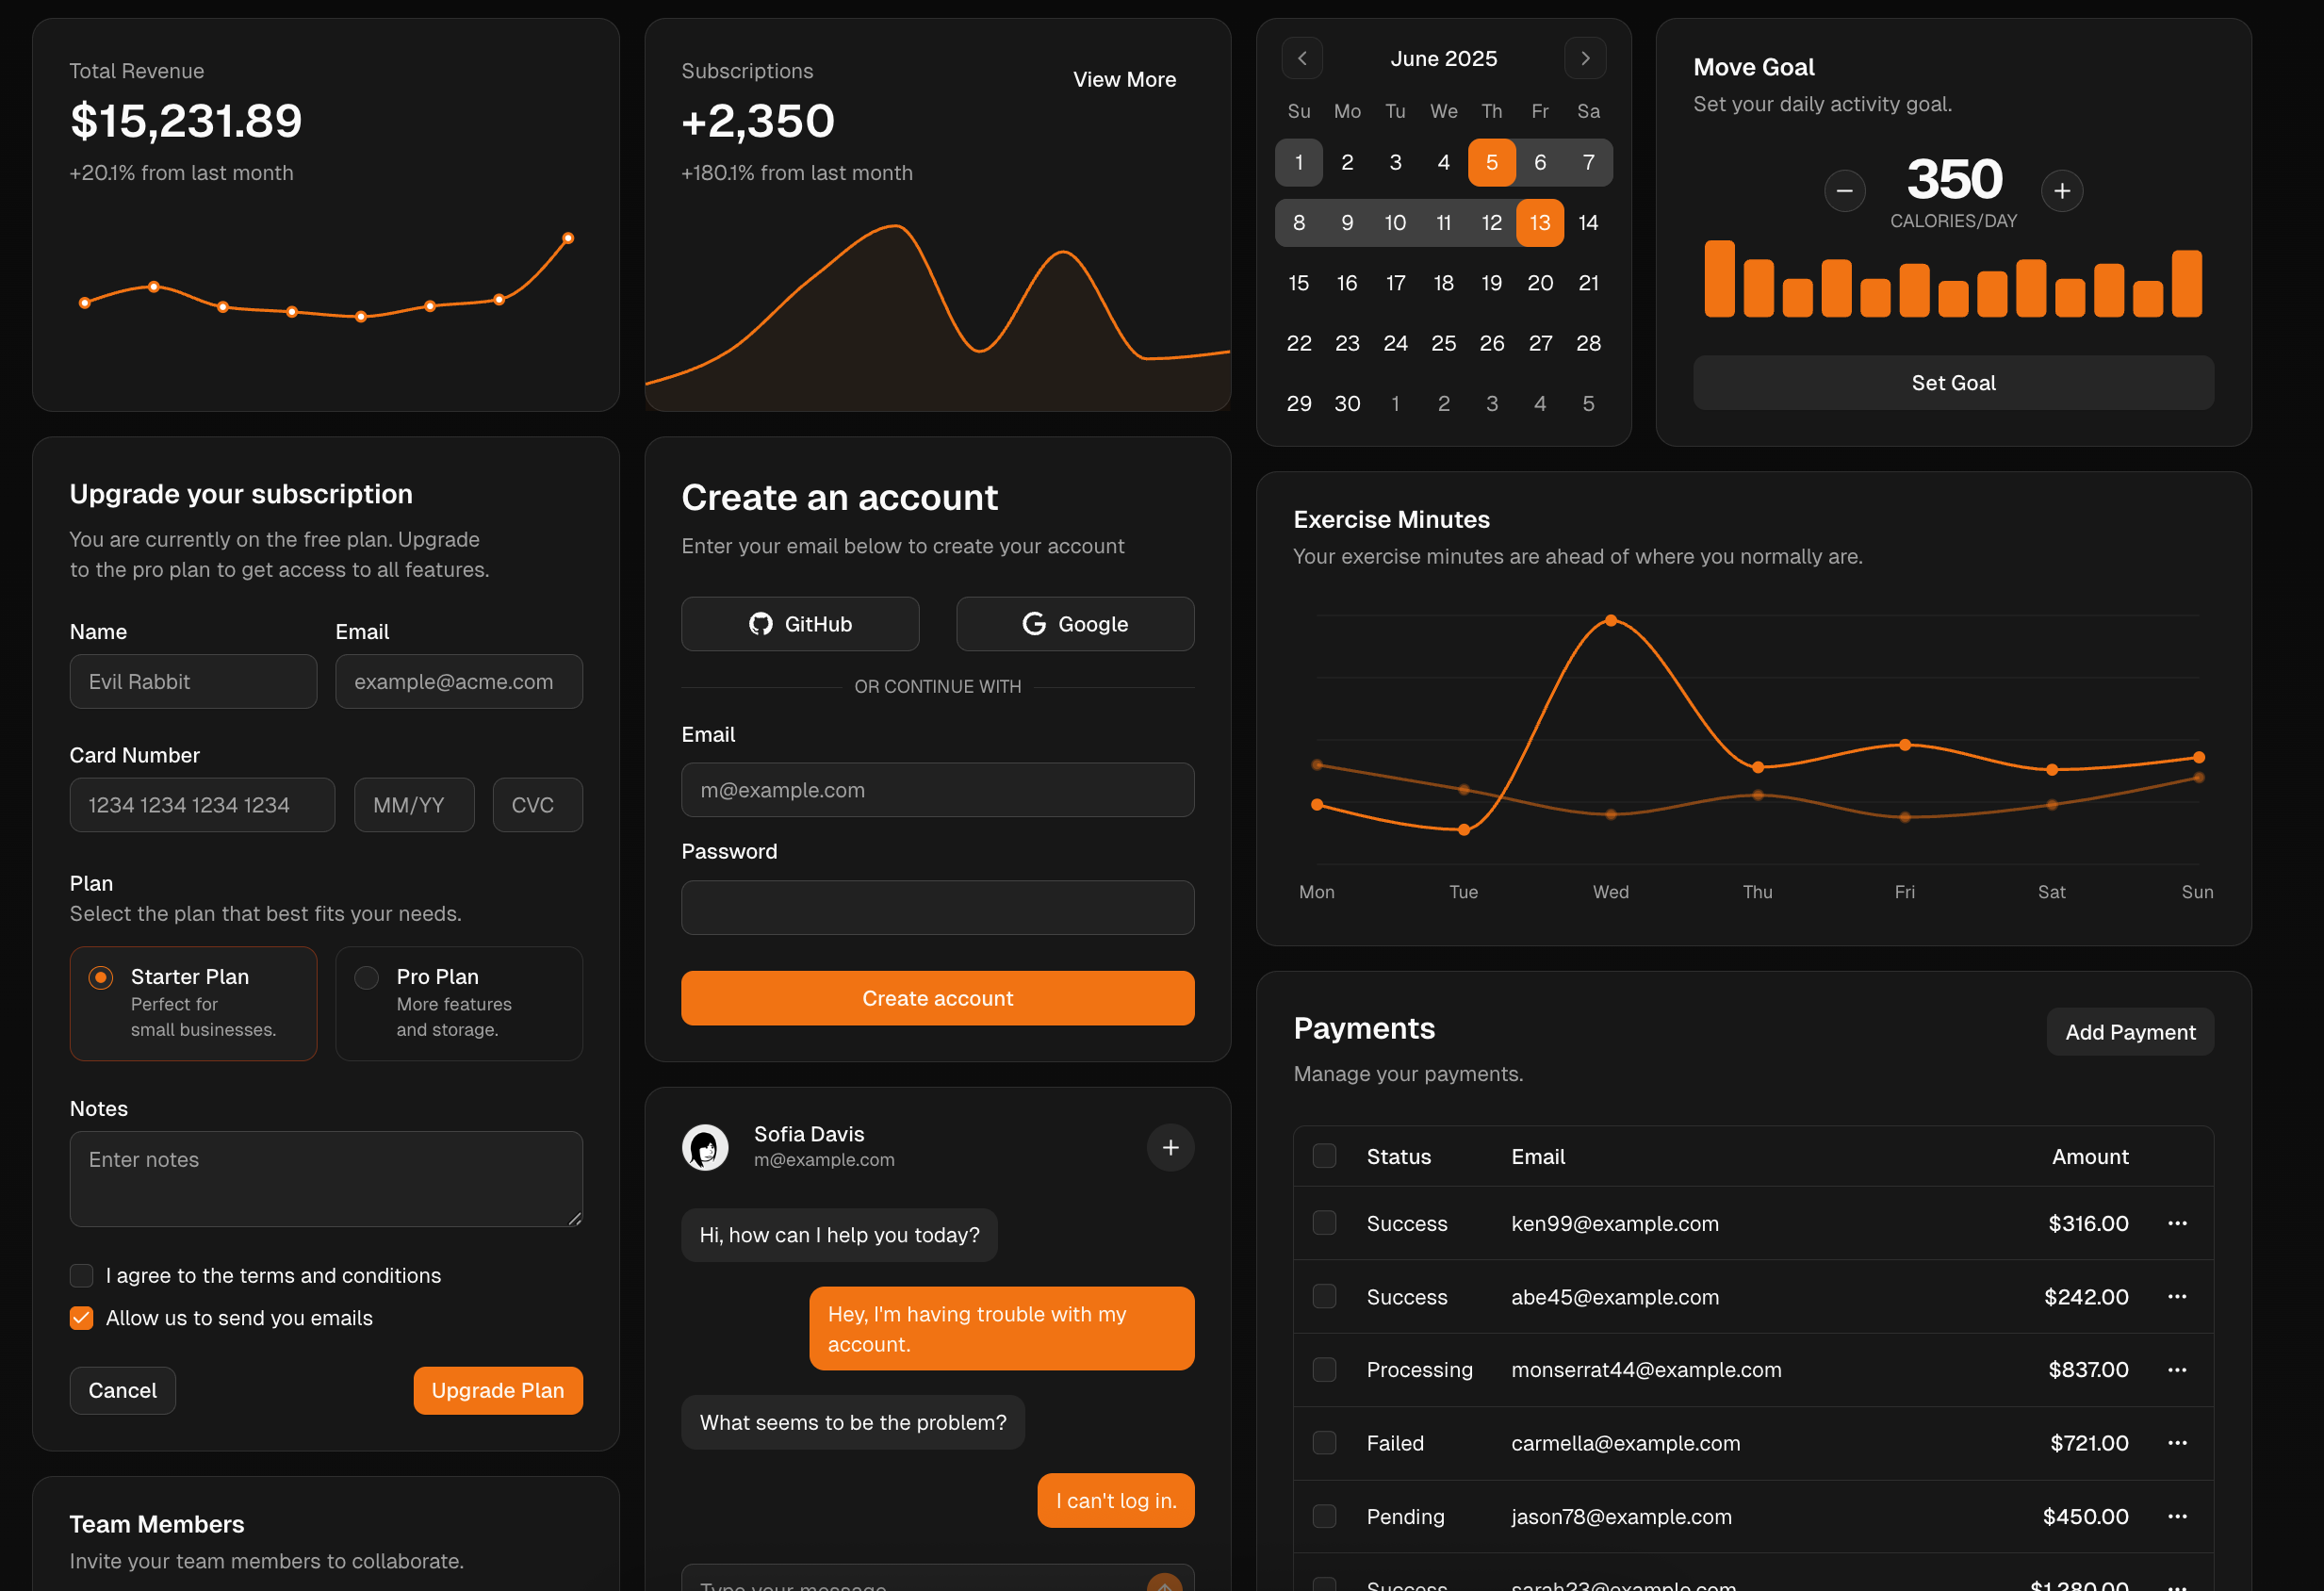 Total Revenue
$15,231.89
+20.1% from last month
Subscriptions
+2,350
+180.1% from last month
View More
June 2025
Su Mo Tu We Th Fr Sa
1 2 3 4 5 6 7
8 9 10 11 12 13 14
15 16 17 18 19 20 21
22 23 24 25 26 27 28
29 30 1 2 3 4 5
Move Goal
Set your daily activity goal.
350
CALORIES/DAY
Set Goal
Upgrade your subscription
You are currently on the free plan. Upgrade
to the pro plan to get access to all features.
Name Email
Evil Rabbit example@acme.com
Card Number
1234 1234 1234 1234 MM/YY CVC
Plan
Select the plan that best fits your needs.
Starter Plan
Perfect for
small businesses.
Pro Plan
More features
and storage.
Notes
Enter notes
I agree to the terms and conditions
Allow us to send you emails
Cancel Upgrade Plan
Team Members
Invite your team members to collaborate.
Create an account
Enter your email below to create your account
GitHub Google
OR CONTINUE WITH
Email
m@example.com
Password
Create account
Sofia Davis
m@example.com
Hi, how can I help you today?
Hey, I'm having trouble with my
account.
What seems to be the problem?
I can't log in.
Type your message
Exercise Minutes
Your exercise minutes are ahead of where you normally are.
Mon Tue Wed Thu Fri Sat Sun
Payments
Manage your payments.
Add Payment
Status Email Amount
Success ken99@example.com $316.00
Success abe45@example.com $242.00
Processing monserrat44@example.com $837.00
Failed carmella@example.com $721.00
Pending jason78@example.com $450.00
Success sarah23@example.com $1,280.00